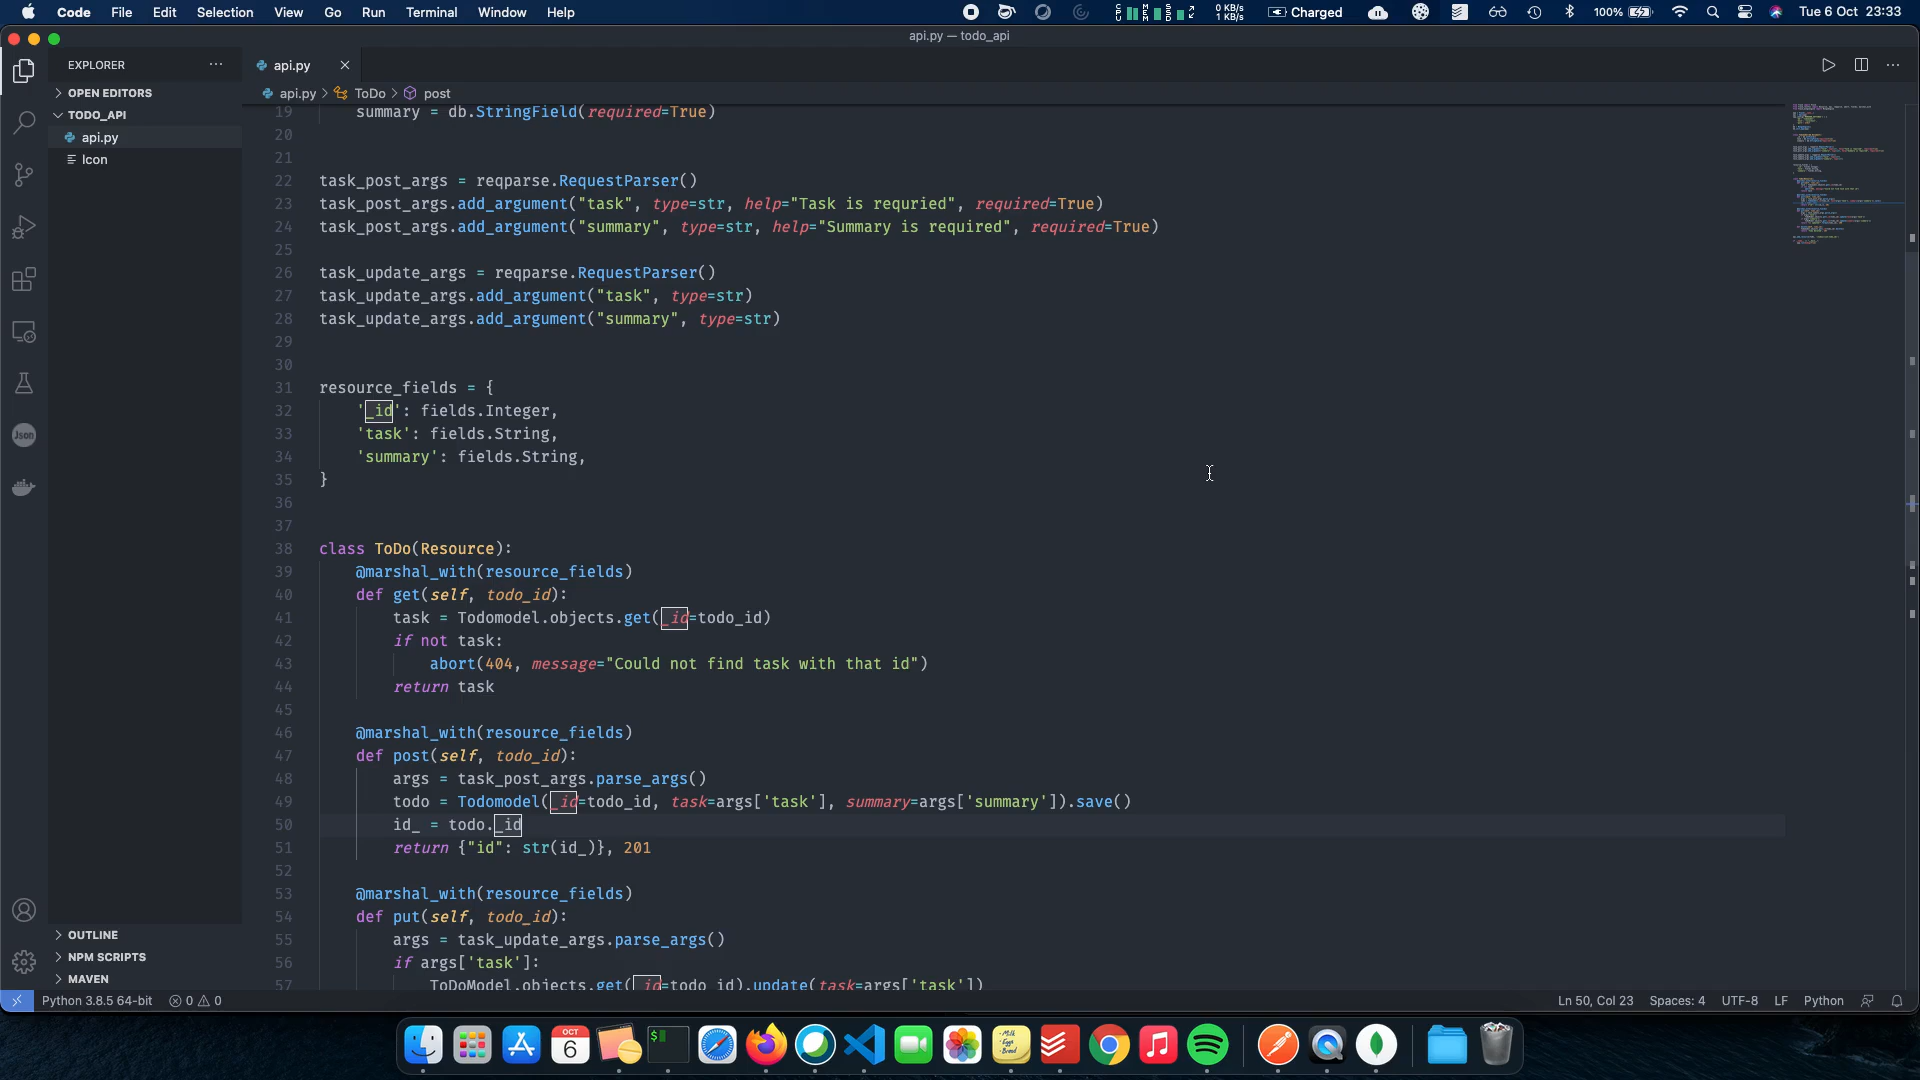 Code File Edit Selection View Go Run Terminal Window Help
0 KB/s
1 KB/s
Charged
100%
Tue 6 Oct 23:33
api.py — todo_api
EXPLORER
api.py
OPEN EDITORS
TODO_API
api.py
Icon
api.py > ToDo > post
19 summary = db.StringField(required=True)
20
21
22 task_post_args = reqparse.RequestParser()
23 task_post_args.add_argument("task", type=str, help="Task is requried", required=True)
24 task_post_args.add_argument("summary", type=str, help="Summary is required", required=True)
25
26 task_update_args = reqparse.RequestParser()
27 task_update_args.add_argument("task", type=str)
28 task_update_args.add_argument("summary", type=str)
29
30
31 resource_fields = {
32 '_id': fields.Integer,
33 'task': fields.String,
34 'summary': fields.String,
35 }
36
37
38 class ToDo(Resource):
39 @marshal_with(resource_fields)
40 def get(self, todo_id):
41 task = Todomodel.objects.get(_id=todo_id)
42 if not task:
43 abort(404, message="Could not find task with that id")
44 return task
45
46 @marshal_with(resource_fields)
47 def post(self, todo_id):
48 args = task_post_args.parse_args()
49 todo = Todomodel(_id=todo_id, task=args['task'], summary=args['summary']).save()
50 id_ = todo._id
51 return {"id": str(id_)}, 201
52
53 @marshal_with(resource_fields)
54 def put(self, todo_id):
55 args = task_update_args.parse_args()
56 if args['task']:
57 ToDoModel.objects.get(_id=todo_id).update(task=args['task'])
Json
OUTLINE
NPM SCRIPTS
MAVEN
Python 3.8.5 64-bit
0 0
Ln 50, Col 23
Spaces: 4
UTF-8
LF
Python
OCT
6
Milk
Eggs
Bread